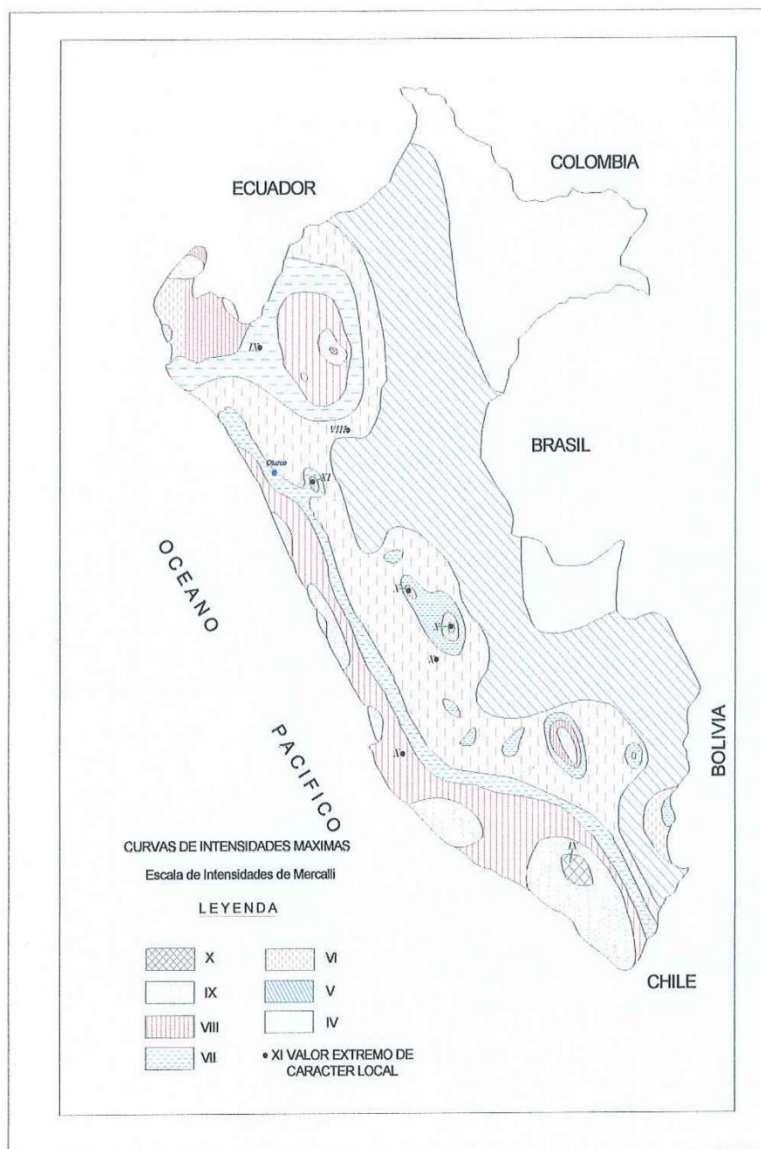 COLOMBIA
ECUADOR
IX
VIII
BRASIL
XI
OCEANO
X
X
X
BOLIVIA
PACIFICO
X
IX
CURVAS DE INTENSIDADES MAXIMAS
Escala de Intensidades de Mercalli
LEYENDA
X
VI
IX
V
VIII
IV
VII
XI VALOR EXTREMO DE
CARACTER LOCAL
CHILE